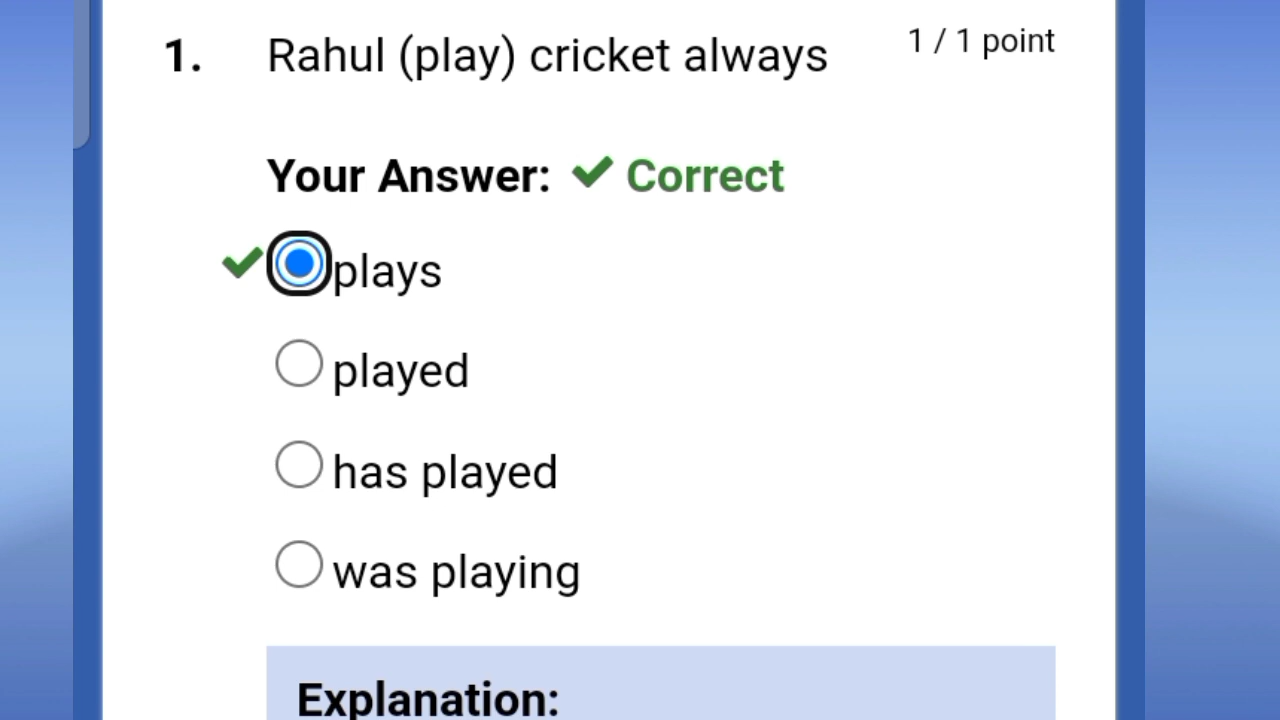 1. Rahul (play) cricket always 1 / 1 point
Your Answer: ✔ Correct
plays
played
has played
was playing
Explanation: